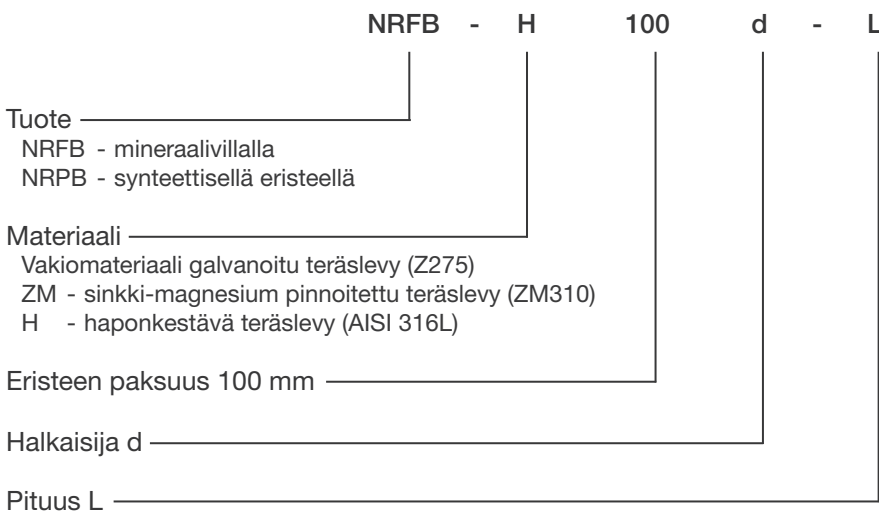 NRFB - H 100 d - L
Tuote
NRFB - mineraalivillalla
NRPB - synteettisellä eristeellä
Materiaali
Vakiomateriaali galvanoitu teräslevy (Z275)
ZM - sinkki-magnesium pinnoitettu teräslevy (ZM310)
H - haponkestävä teräslevy (AISI 316L)
Eristeen paksuus 100 mm
Halkaisija d
Pituus L